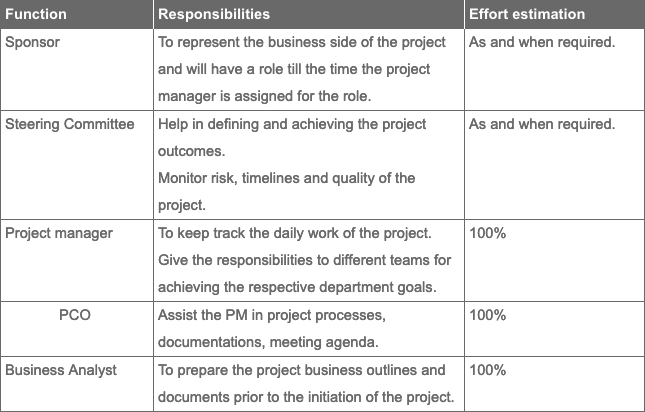 Function Responsibilities Effort estimation
Sponsor To represent the business side of the project As and when required.
and will have a role till the time the project
manager is assigned for the role.
Steering Committee Help in defining and achieving the project As and when required.
outcomes.
Monitor risk, timelines and quality of the
project.
Project manager To keep track the daily work of the project. 100%
Give the responsibilities to different teams for
achieving the respective department goals.
PCO Assist the PM in project processes, 100%
documentations, meeting agenda.
Business Analyst To prepare the project business outlines and 100%
documents prior to the initiation of the project.